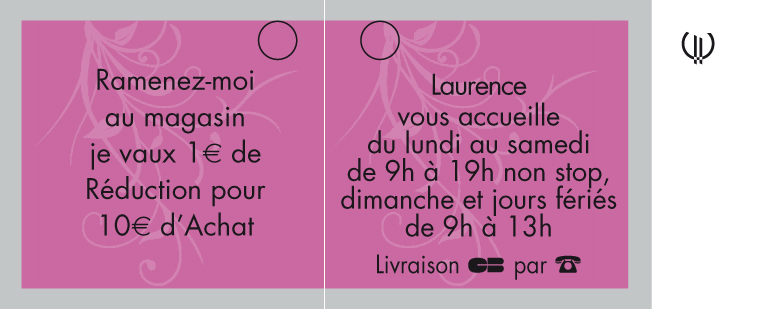 Ramenez-moi
au magasin
je vaux 1€ de
Réduction pour
10€ d'Achat
Laurence
vous accueille
du lundi au samedi
de 9h à 19h non stop,
dimanche et jours fériés
de 9h à 13h
Livraison CB par ☎